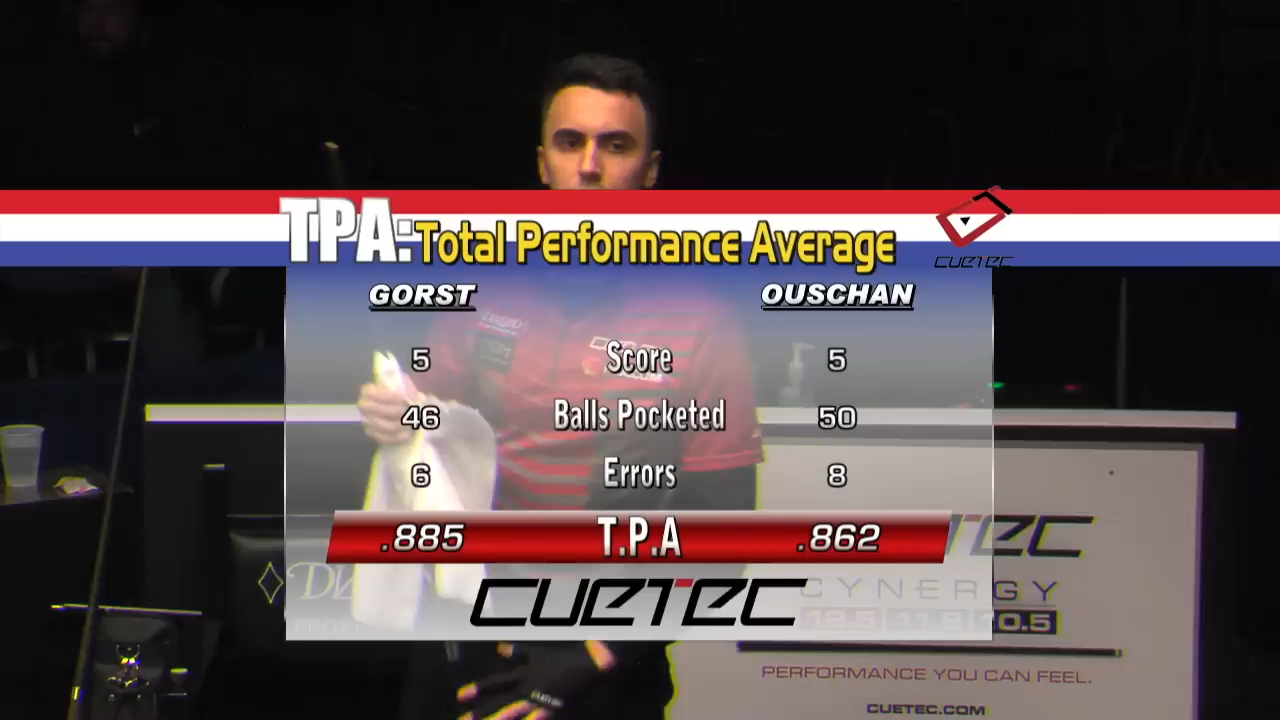 TPA: Total Performance Average
CUETEC
GORST OUSCHAN
5 Score 5
46 Balls Pocketed 50
6 Errors 8
.885 T.P.A .862
CUETEC
CYNERGY
12.5 11.8 10.5
PERFORMANCE YOU CAN FEEL.
CUETEC.COM